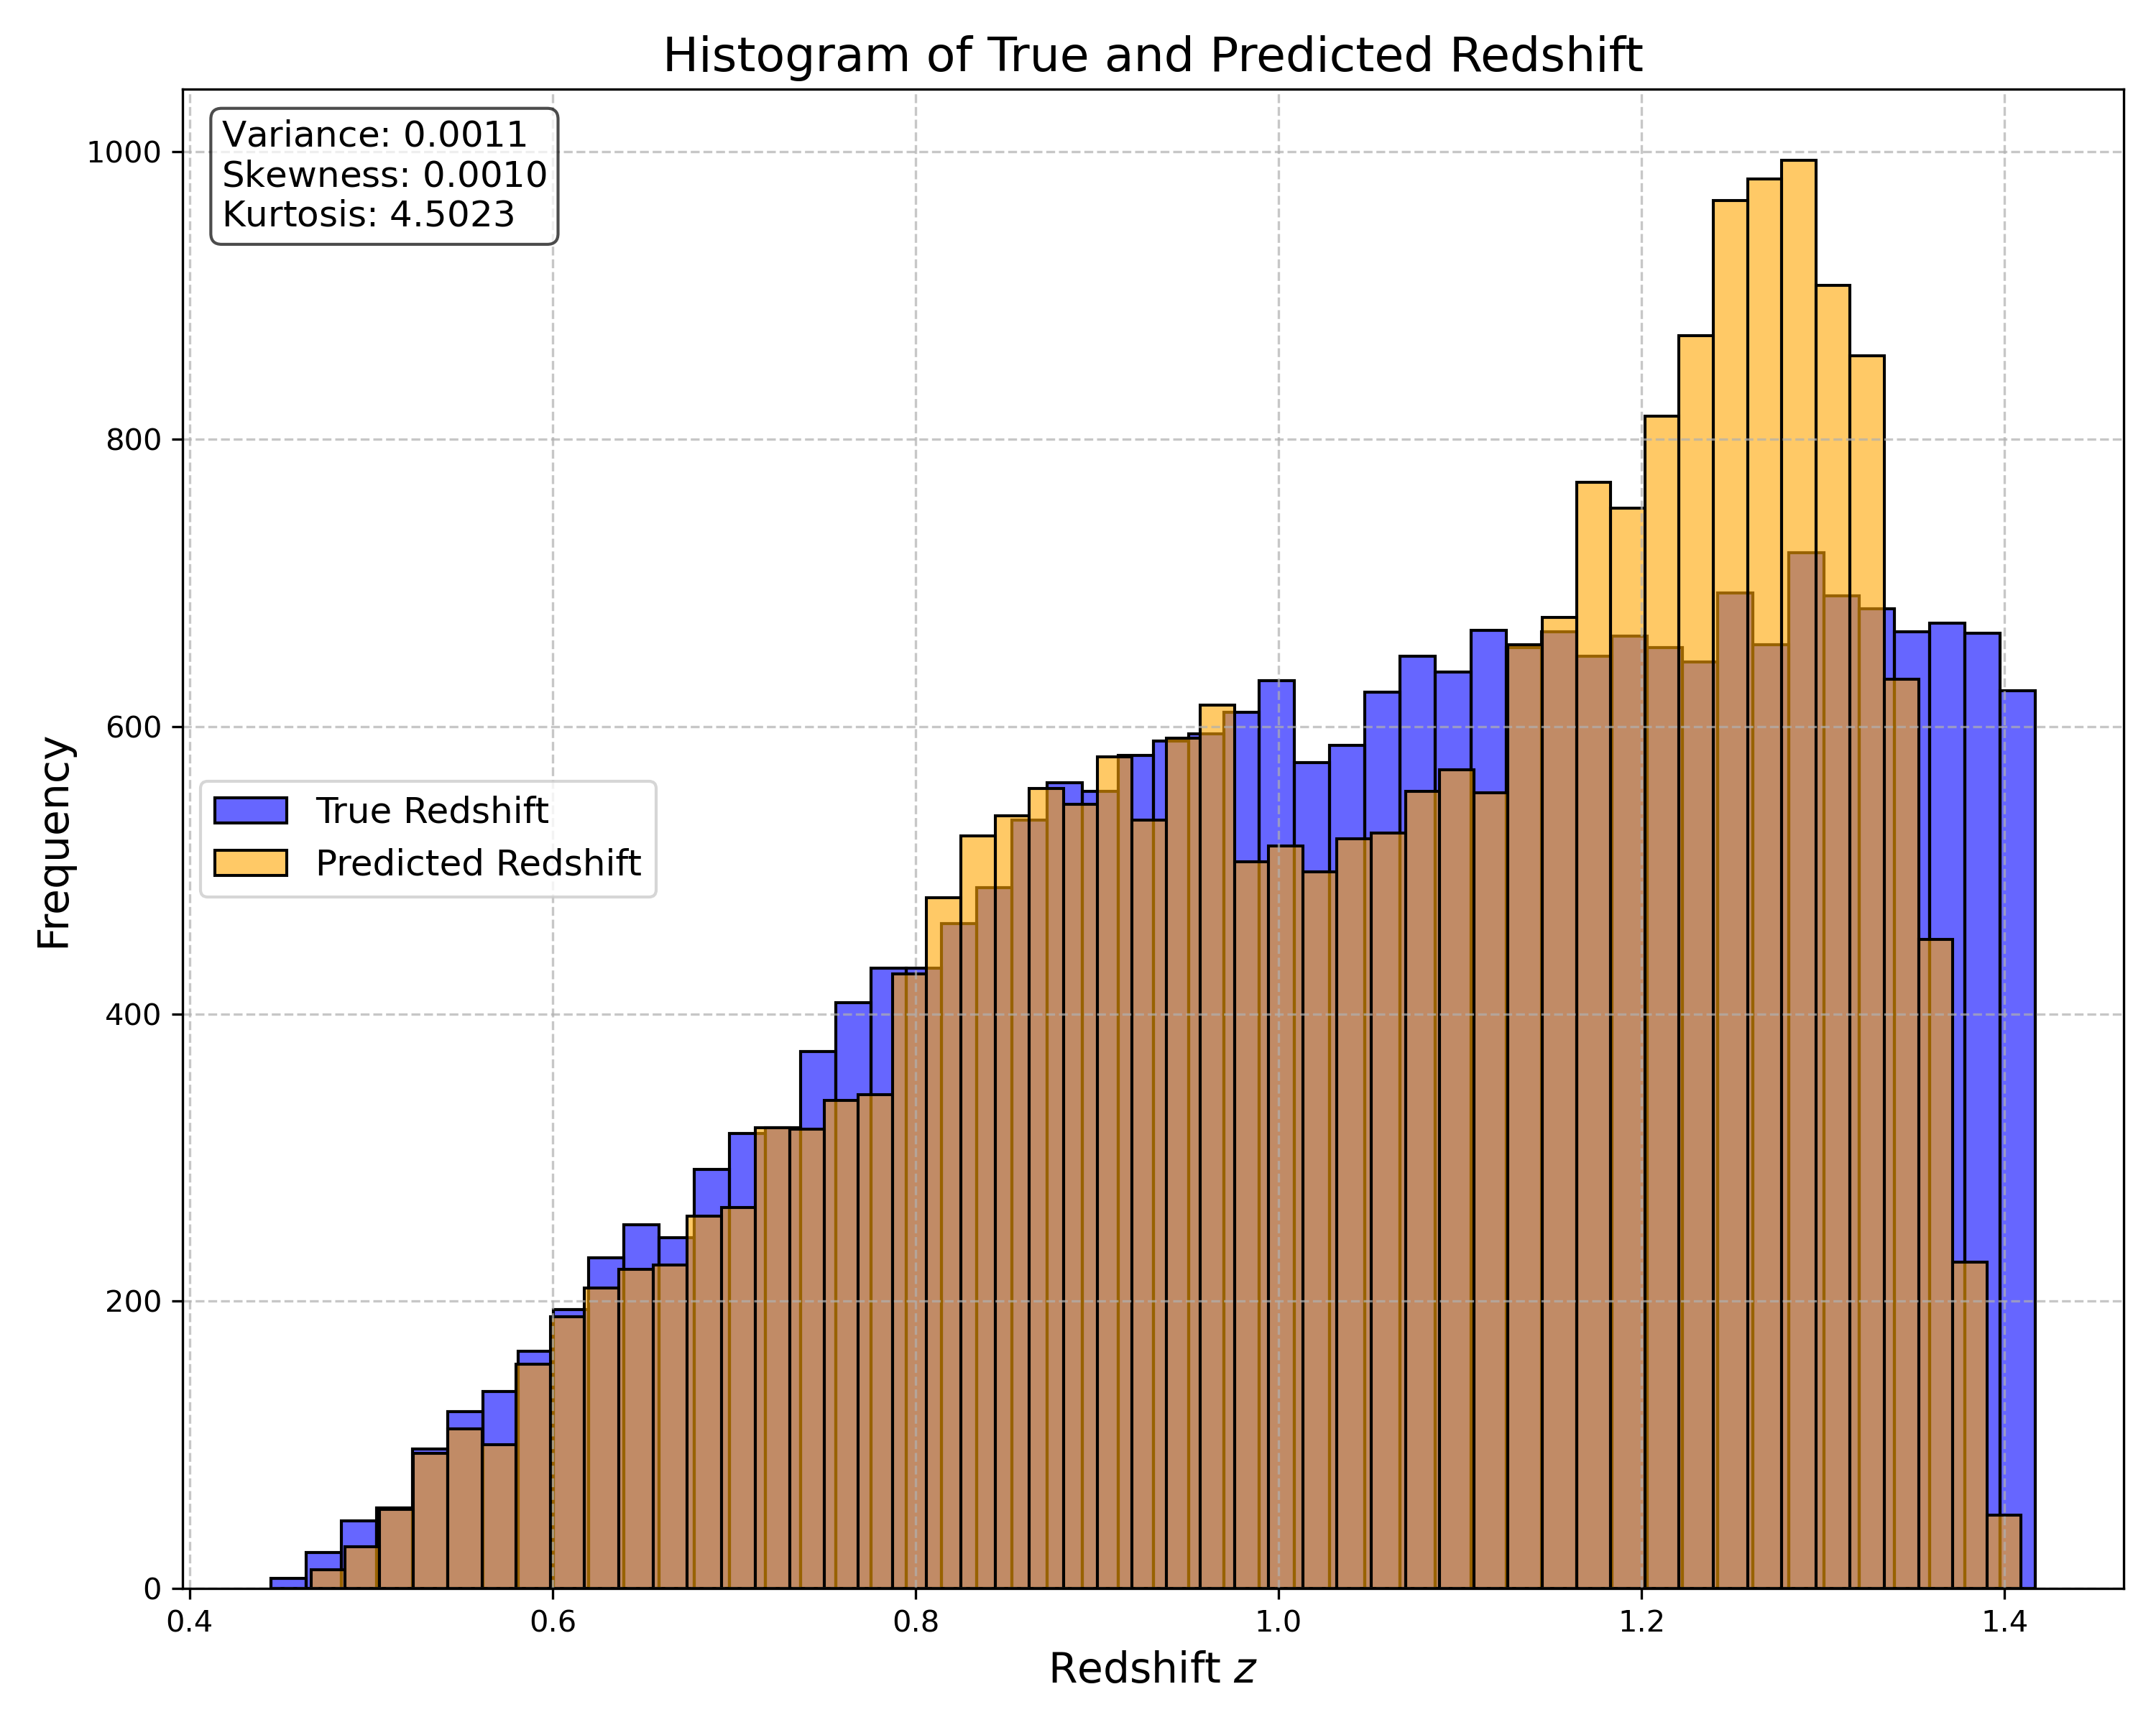 Histogram of True and Predicted Redshift
Variance: 0.0011
Skewness: 0.0010
Kurtosis: 4.5023
1000
800
600
400
200
0
Frequency
True Redshift
Predicted Redshift
0.4 0.6 0.8 1.0 1.2 1.4
Redshift z